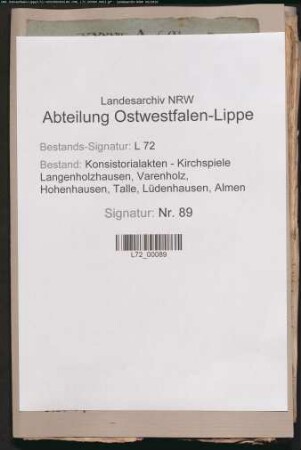 Landesarchiv NRW
Abteilung Ostwestfalen-Lippe
Bestands-Signatur: L 72
Bestand: Konsistorialakten - Kirchspiele
Langenholzhausen, Varenholz,
Hohenhausen, Talle, Lüdenhausen, Almen
Signatur: Nr. 89
L72_00089